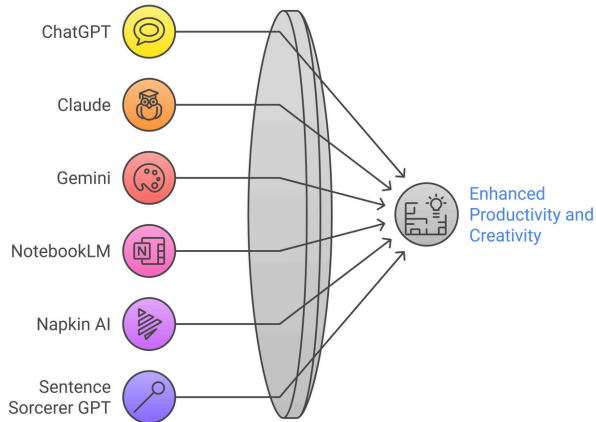 ChatGPT
Claude
Gemini
NotebookLM
N
Napkin AI
Sentence
Sorcerer GPT
Enhanced
Productivity and
Creativity